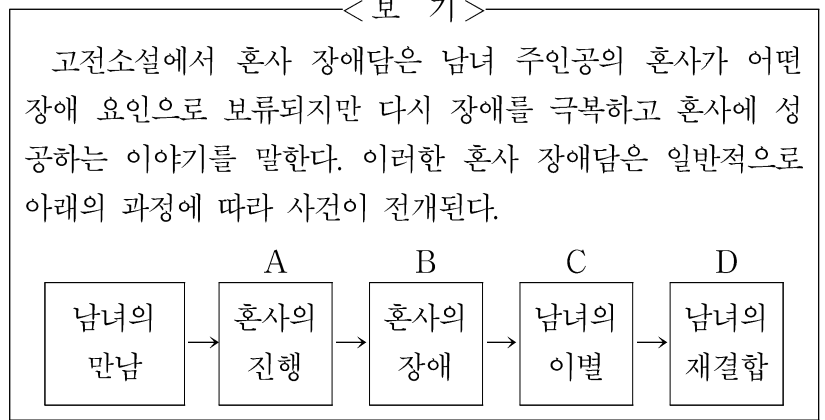 <보 기>
고전소설에서 혼사 장애담은 남녀 주인공의 혼사가 어떤
장애 요인으로 보류되지만 다시 장애를 극복하고 혼사에 성
공하는 이야기를 말한다. 이러한 혼사 장애담은 일반적으로
아래의 과정에 따라 사건이 전개된다.
A B C D
남녀의 → 혼사의 → 혼사의 → 남녀의 → 남녀의
만남 진행 장애 이별 재결합